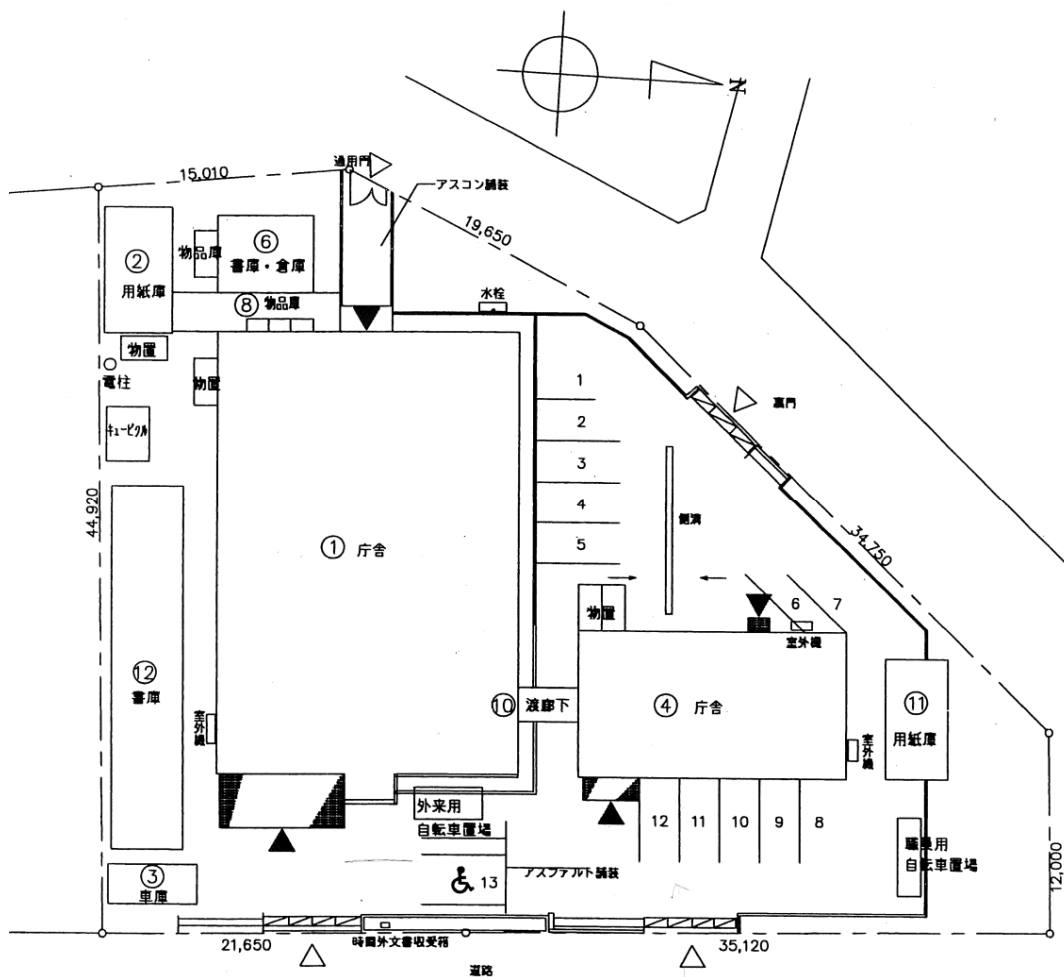 N
15,010
通用門
アスコン舗装
19,650
物品庫
⑥
書庫・倉庫
②
用紙庫
⑧ 物品庫
水栓
物置
電柱
物置
キュービクル
1
2
3
4
5
裏門
側溝
44,920
① 庁舎
34,750
6
7
室外機
物置
⑫
書庫
⑩ 渡廊下
④ 庁舎
⑪
用紙庫
室外機
室外機
外来用
自転車置場
12
11
10
9
8
職員用
自転車置場
13
アスファルト舗装
③
車庫
12,000
21,650
時間外文書収受箱
35,120
道路